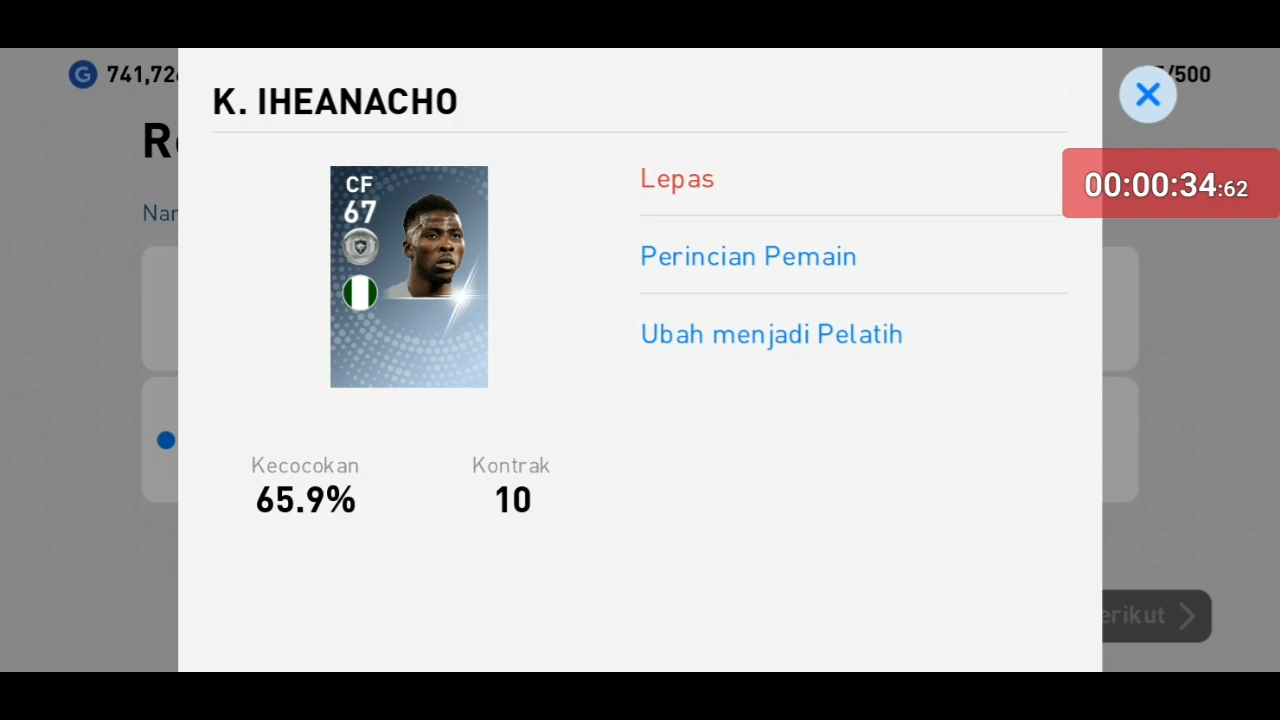 741,72
/500
K. IHEANACHO
CF
67
Lepas
00:00:34:62
Perincian Pemain
Ubah menjadi Pelatih
Kecocokan
65.9%
Kontrak
10